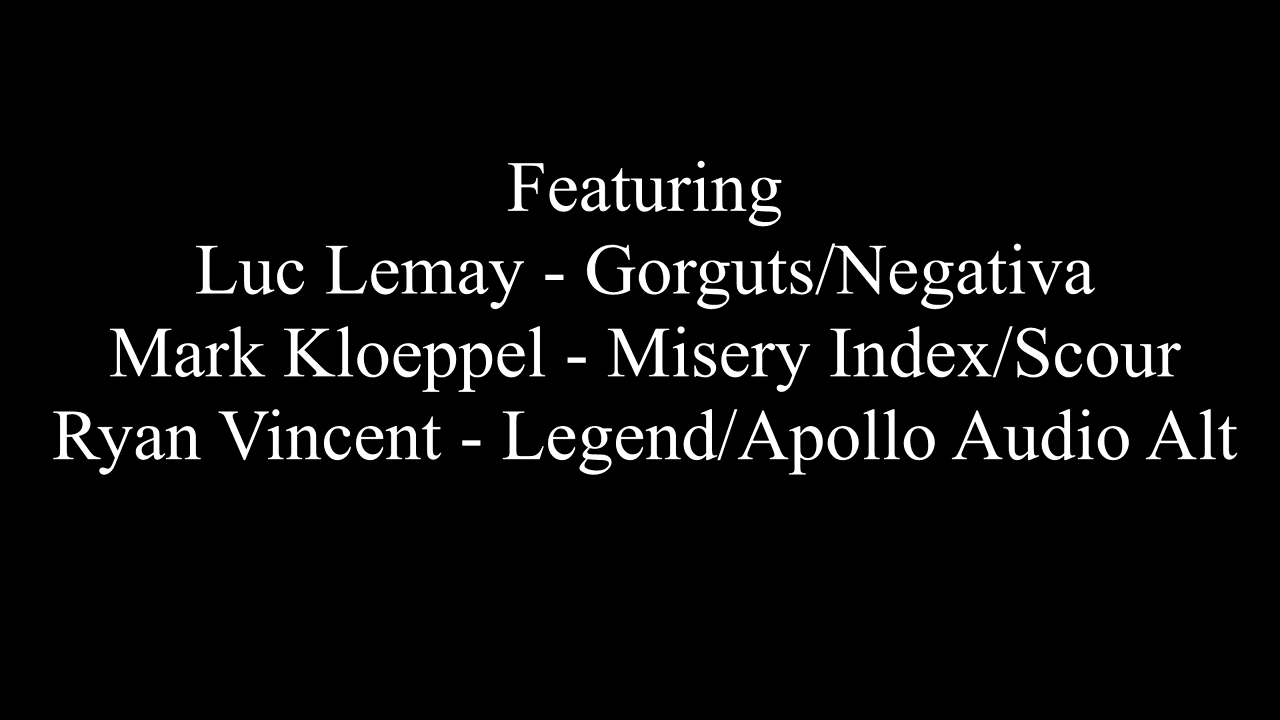 Featuring
Luc Lemay - Gorguts/Negativa
Mark Kloeppel - Misery Index/Scour
Ryan Vincent - Legend/Apollo Audio Alt